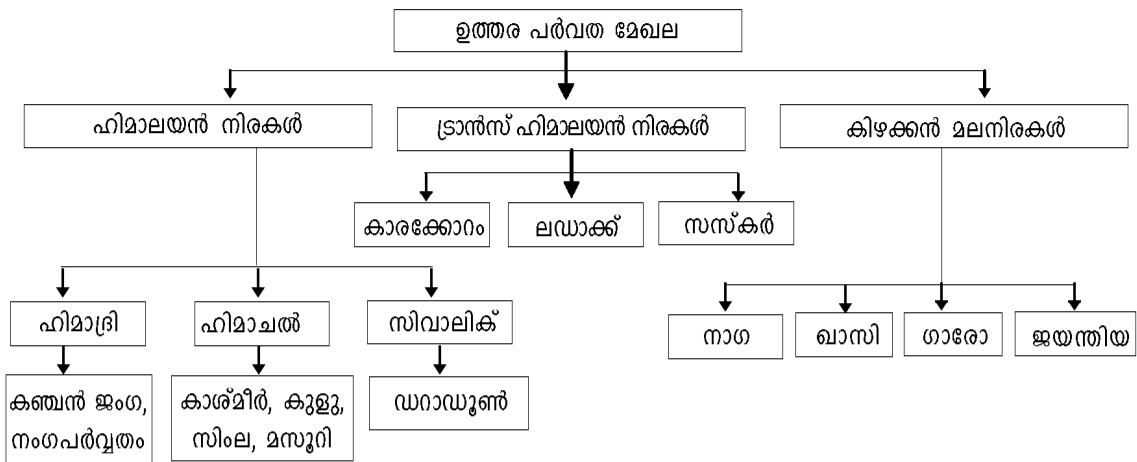 ഉത്തര പർവത മേഖല
ഹിമാലയൻ നിരകൾ
ട്രാൻസ് ഹിമാലയൻ നിരകൾ
കിഴക്കൻ മലനിരകൾ
കാരക്കോറം
ലഡാക്ക്
സസ്കർ
ഹിമാദ്രി
ഹിമാചൽ
സിവാലിക്
നാഗ
ഖാസി
ഗാരോ
ജയന്തിയ
കഞ്ചൻ ജംഗ,
നംഗപർവ്വതം
കാശ്മീർ, കുളു,
സിംല, മസൂറി
ഡറാഡൂൺ